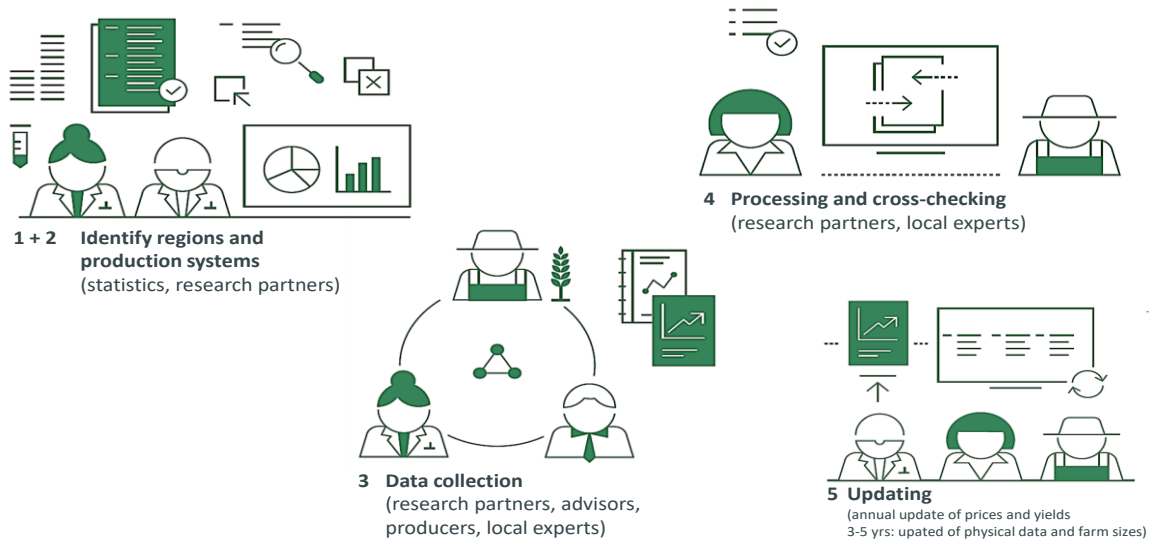 1 + 2 Identify regions and
production systems
(statistics, research partners)
3 Data collection
(research partners, advisors,
producers, local experts)
4 Processing and cross-checking
(research partners, local experts)
5 Updating
(annual update of prices and yields
3-5 yrs: upated of physical data and farm sizes)